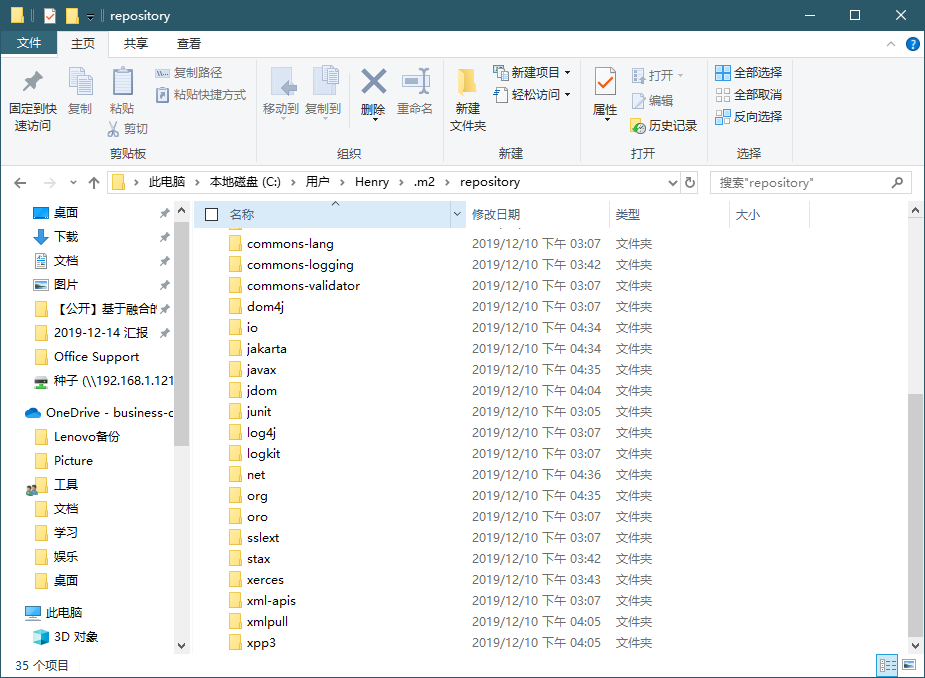 repository
文件 主页 共享 查看
固定到快速访问
复制
粘贴
复制路径
粘贴快捷方式
剪切
剪贴板
移动到
复制到
删除
重命名
组织
新建文件夹
新建项目
轻松访问
新建
属性
打开
编辑
历史记录
打开
全部选择
全部取消
反向选择
选择
此电脑 › 本地磁盘 (C:) › 用户 › Henry › .m2 › repository
搜索"repository"
桌面
下载
文档
图片
【公开】基于融合的
2019-12-14 汇报
Office Support
种子 (\\192.168.1.121
OneDrive - business-c
Lenovo备份
Picture
工具
文档
学习
娱乐
桌面
此电脑
3D 对象
名称 修改日期 类型 大小
commons-lang 2019/12/10 下午 03:07 文件夹
commons-logging 2019/12/10 下午 03:42 文件夹
commons-validator 2019/12/10 下午 03:07 文件夹
dom4j 2019/12/10 下午 03:07 文件夹
io 2019/12/10 下午 04:34 文件夹
jakarta 2019/12/10 下午 04:34 文件夹
javax 2019/12/10 下午 04:35 文件夹
jdom 2019/12/10 下午 04:04 文件夹
junit 2019/12/10 下午 03:05 文件夹
log4j 2019/12/10 下午 03:07 文件夹
logkit 2019/12/10 下午 03:07 文件夹
net 2019/12/10 下午 04:36 文件夹
org 2019/12/10 下午 04:35 文件夹
oro 2019/12/10 下午 03:07 文件夹
sslext 2019/12/10 下午 03:07 文件夹
stax 2019/12/10 下午 03:42 文件夹
xerces 2019/12/10 下午 03:43 文件夹
xml-apis 2019/12/10 下午 03:07 文件夹
xmlpull 2019/12/10 下午 04:05 文件夹
xpp3 2019/12/10 下午 04:05 文件夹
35 个项目